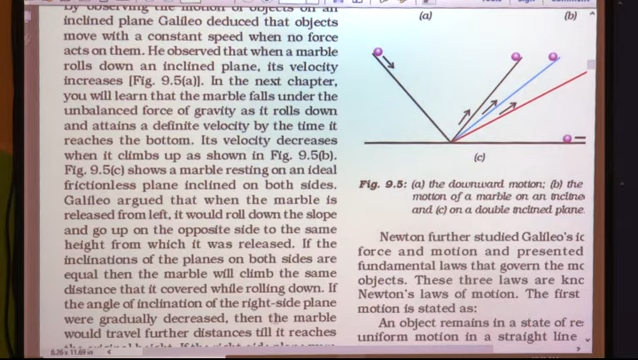 by observing the motion of objects on an
inclined plane Galileo deduced that objects
move with a constant speed when no force
acts on them. He observed that when a marble
rolls down an inclined plane, its velocity
increases [Fig. 9.5(a)]. In the next chapter,
you will learn that the marble falls under the
unbalanced force of gravity as it rolls down
and attains a definite velocity by the time it
reaches the bottom. Its velocity decreases
when it climbs up as shown in Fig. 9.5(b).
Fig. 9.5(c) shows a marble resting on an ideal
frictionless plane inclined on both sides.
Galileo argued that when the marble is
released from left, it would roll down the slope
and go up on the opposite side to the same
height from which it was released. If the
inclinations of the planes on both sides are
equal then the marble will climb the same
distance that it covered while rolling down. If
the angle of inclination of the right-side plane
were gradually decreased, then the marble
would travel further distances till it reaches
8.26 x 11.69 in
(a)
(b)
(c)
Fig. 9.5: (a) the downward motion; (b) the
motion of a marble on an incline
and (c) on a double inclined plane.
Newton further studied Galileo's ic
force and motion and presented
fundamental laws that govern the mo
objects. These three laws are knc
Newton's laws of motion. The first
motion is stated as:
An object remains in a state of re
uniform motion in a straight line